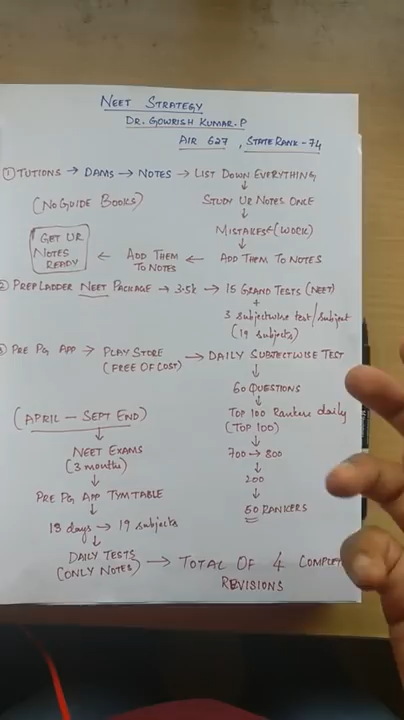 NEET STRATEGY
DR. GOWRISH KUMAR. P
AIR 627, STATE RANK - 74
① TUTIONS → DAMS → NOTES → LIST DOWN EVERYTHING
↓
(NO GUIDE BOOKS) STUDY UR NOTES ONCE
↓
MISTAKES ← (WORK)
↓
GET UR NOTES READY ← ADD THEM TO NOTES ← ADD THEM TO NOTES
② PREPLADDER NEET PACKAGE → 3.5k → 15 GRAND TESTS (NEET)
+
3 subjectwise test/subject
(19 subjects)
③ PRE PG APP → PLAY STORE (FREE OF COST) → DAILY SUBJECTWISE TEST
↓
60 QUESTIONS
↓
TOP 100 Rankers daily
(TOP 100)
↓
700 → 800
↓
200
↓
50 RANKERS
(APRIL – SEPT END)
↓
NEET EXAMS
(3 months)
↓
PRE PG APP TYM TABLE
↓
→ 19 subjects
↓
DAILY TESTS
(ONLY NOTES) → TOTAL OF 4
REVISIONS